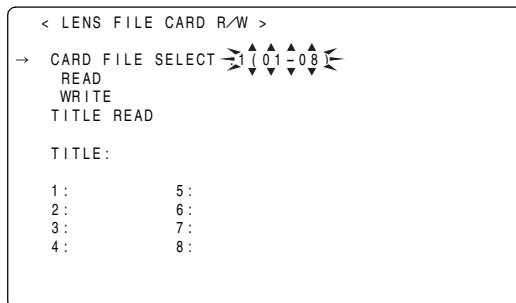 < LENS FILE CARD R/W >
→ CARD FILE SELECT :1(01-08)
READ
WRITE
TITLE READ
TITLE:
1: 5:
2: 6:
3: 7:
4: 8: